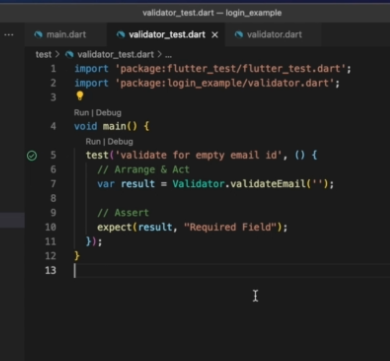 validator_test.dart — login_example
main.dart validator_test.dart × validator.dart
test > validator_test.dart > ...
1 import 'package:flutter_test/flutter_test.dart';
2 import 'package:login_example/validator.dart';
3
Run | Debug
4 void main() {
Run | Debug
5 test('validate for empty email id', () {
6 // Arrange & Act
7 var result = Validator.validateEmail('');
8
9 // Assert
10 expect(result, "Required Field");
11 });
12 }
13